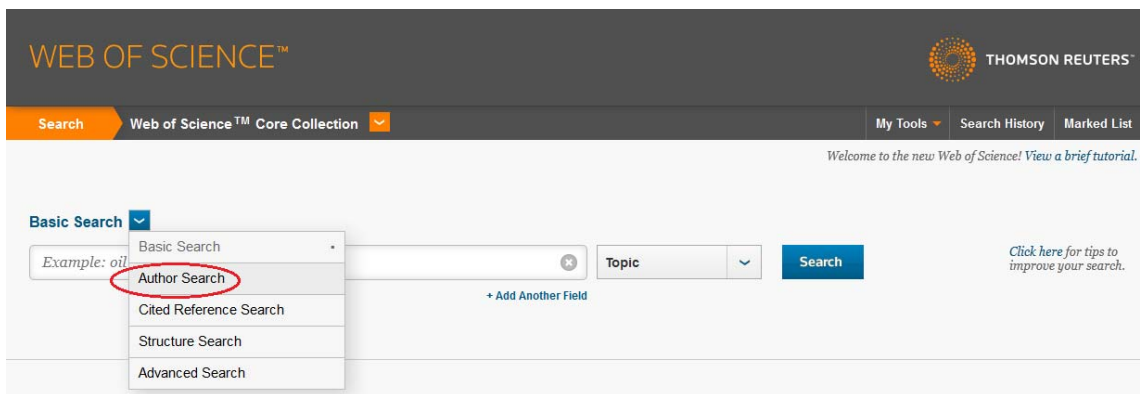 WEB OF SCIENCE™
THOMSON REUTERS™
Search
Web of Science™ Core Collection
My Tools
Search History
Marked List
Welcome to the new Web of Science! View a brief tutorial.
Basic Search
Basic Search
Example: oil
Topic
Search
Click here for tips to
improve your search.
Author Search
+ Add Another Field
Cited Reference Search
Structure Search
Advanced Search